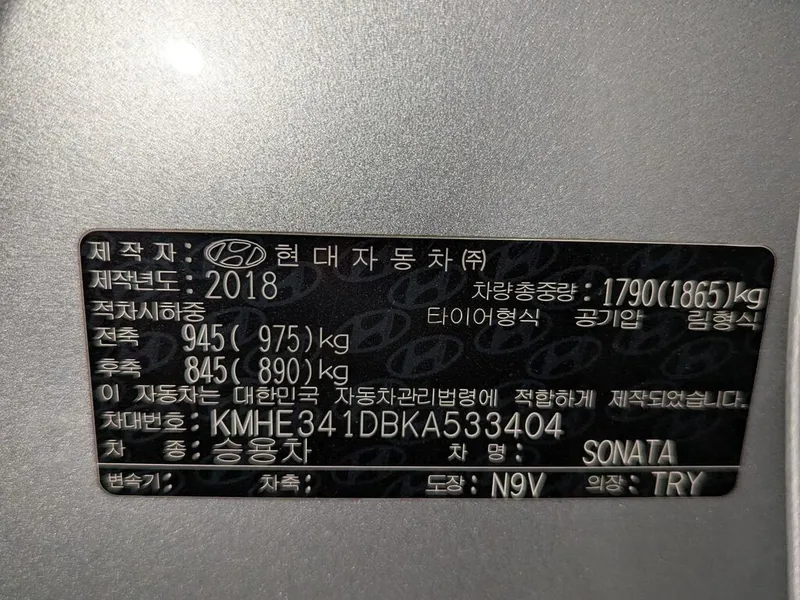 제 작 자 : 현 대 자 동 차 ㈜
제작년도 : 2018 차량총중량 : 1790(1865)kg
적차시하중 타이어형식 공기압 림형식
전축 945( 975)kg
후축 845( 890)kg
이 자동차는 대한민국 자동차관리법령에 적합하게 제작되었습니다.
차대번호 : KMHE341DBKA533404
차 종 : 승용차 차 명 : SONATA
변속기 : 차축 : 도장 : N9V 의장 : TRY